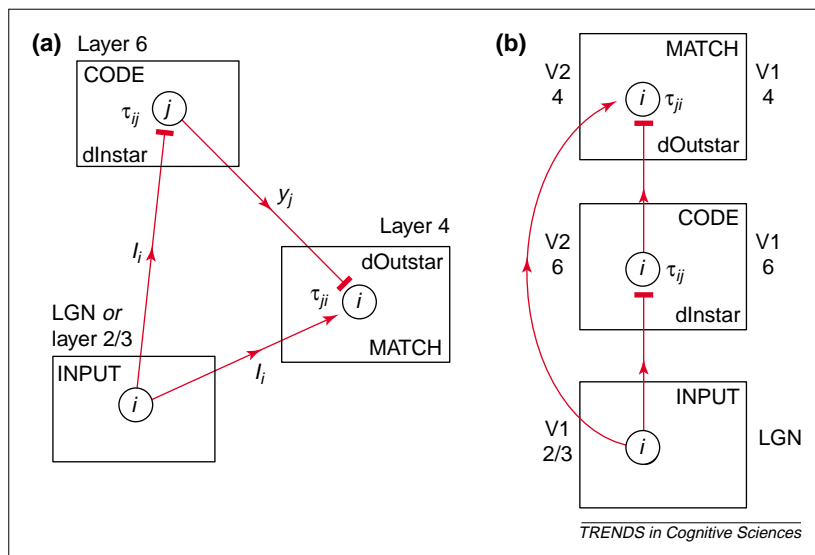 (a)
Layer 6
CODE
j
τij
dInstar
yj
Ii
Layer 4
dOutstar
τji
i
MATCH
LGN or
layer 2/3
INPUT
i
Ii
(b)
MATCH
V2
4
i
τji
V1
4
dOutstar
CODE
V2
6
i
τij
V1
6
dInstar
INPUT
V1
2/3
i
LGN
TRENDS in Cognitive Sciences